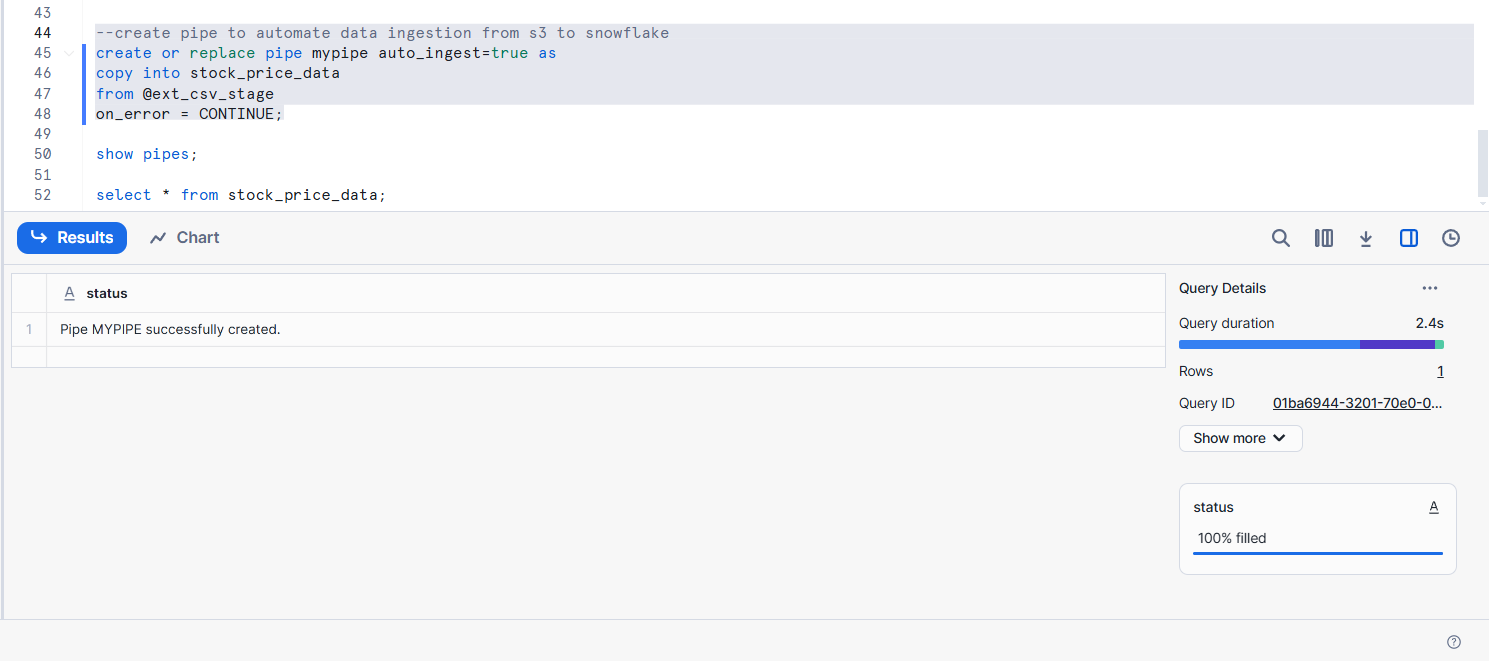 43
44 --create pipe to automate data ingestion from s3 to snowflake
45 create or replace pipe mypipe auto_ingest=true as
46 copy into stock_price_data
47 from @ext_csv_stage
48 on_error = CONTINUE;
49
50 show pipes;
51
52 select * from stock_price_data;
Results Chart
A status
1 Pipe MYPIPE successfully created.
Query Details ...
Query duration 2.4s
Rows 1
Query ID 01ba6944-3201-70e0-0...
Show more
status A
100% filled
?